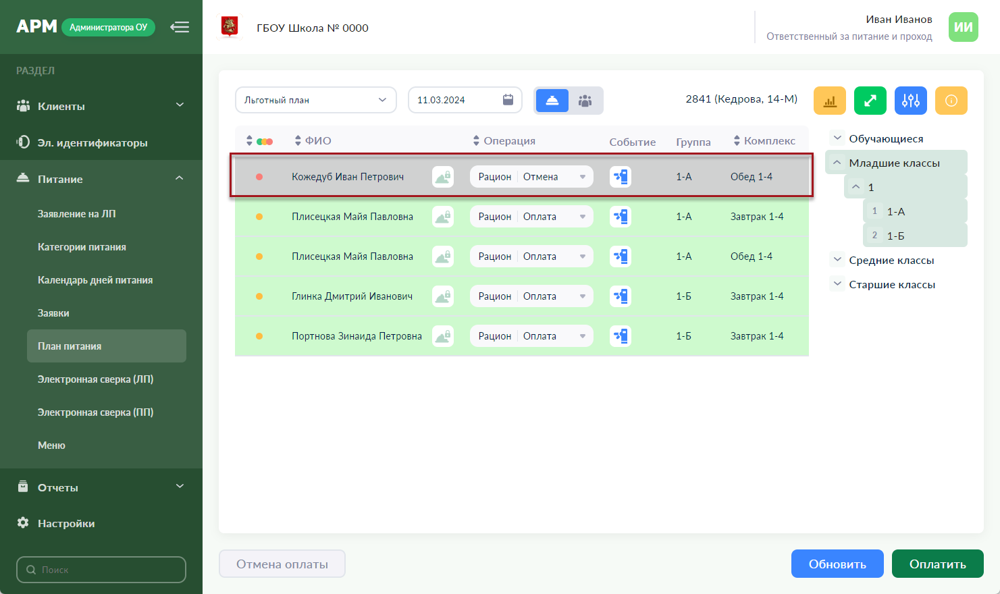 АРМ Администратора ОУ
РАЗДЕЛ
Клиенты
Эл. идентификаторы
Питание
Заявление на ЛП
Категории питания
Календарь дней питания
Заявки
План питания
Электронная сверка (ЛП)
Электронная сверка (ПП)
Меню
Отчеты
Настройки
Поиск
ГБОУ Школа № 0000
Иван Иванов
Ответственный за питание и проход
ИИ
Льготный план
11.03.2024
2841 (Кедрова, 14-М)
ФИО Операция Событие Группа Комплекс
Кожедуб Иван Петрович Рацион Отмена 1-А Обед 1-4
Плисецкая Майя Павловна Рацион Оплата 1-А Завтрак 1-4
Плисецкая Майя Павловна Рацион Оплата 1-А Обед 1-4
Глинка Дмитрий Иванович Рацион Оплата 1-Б Завтрак 1-4
Портнова Зинаида Петровна Рацион Оплата 1-Б Завтрак 1-4
Обучающиеся
Младшие классы
1
1 1-А
2 1-Б
Средние классы
Старшие классы
Отмена оплаты
Обновить
Оплатить